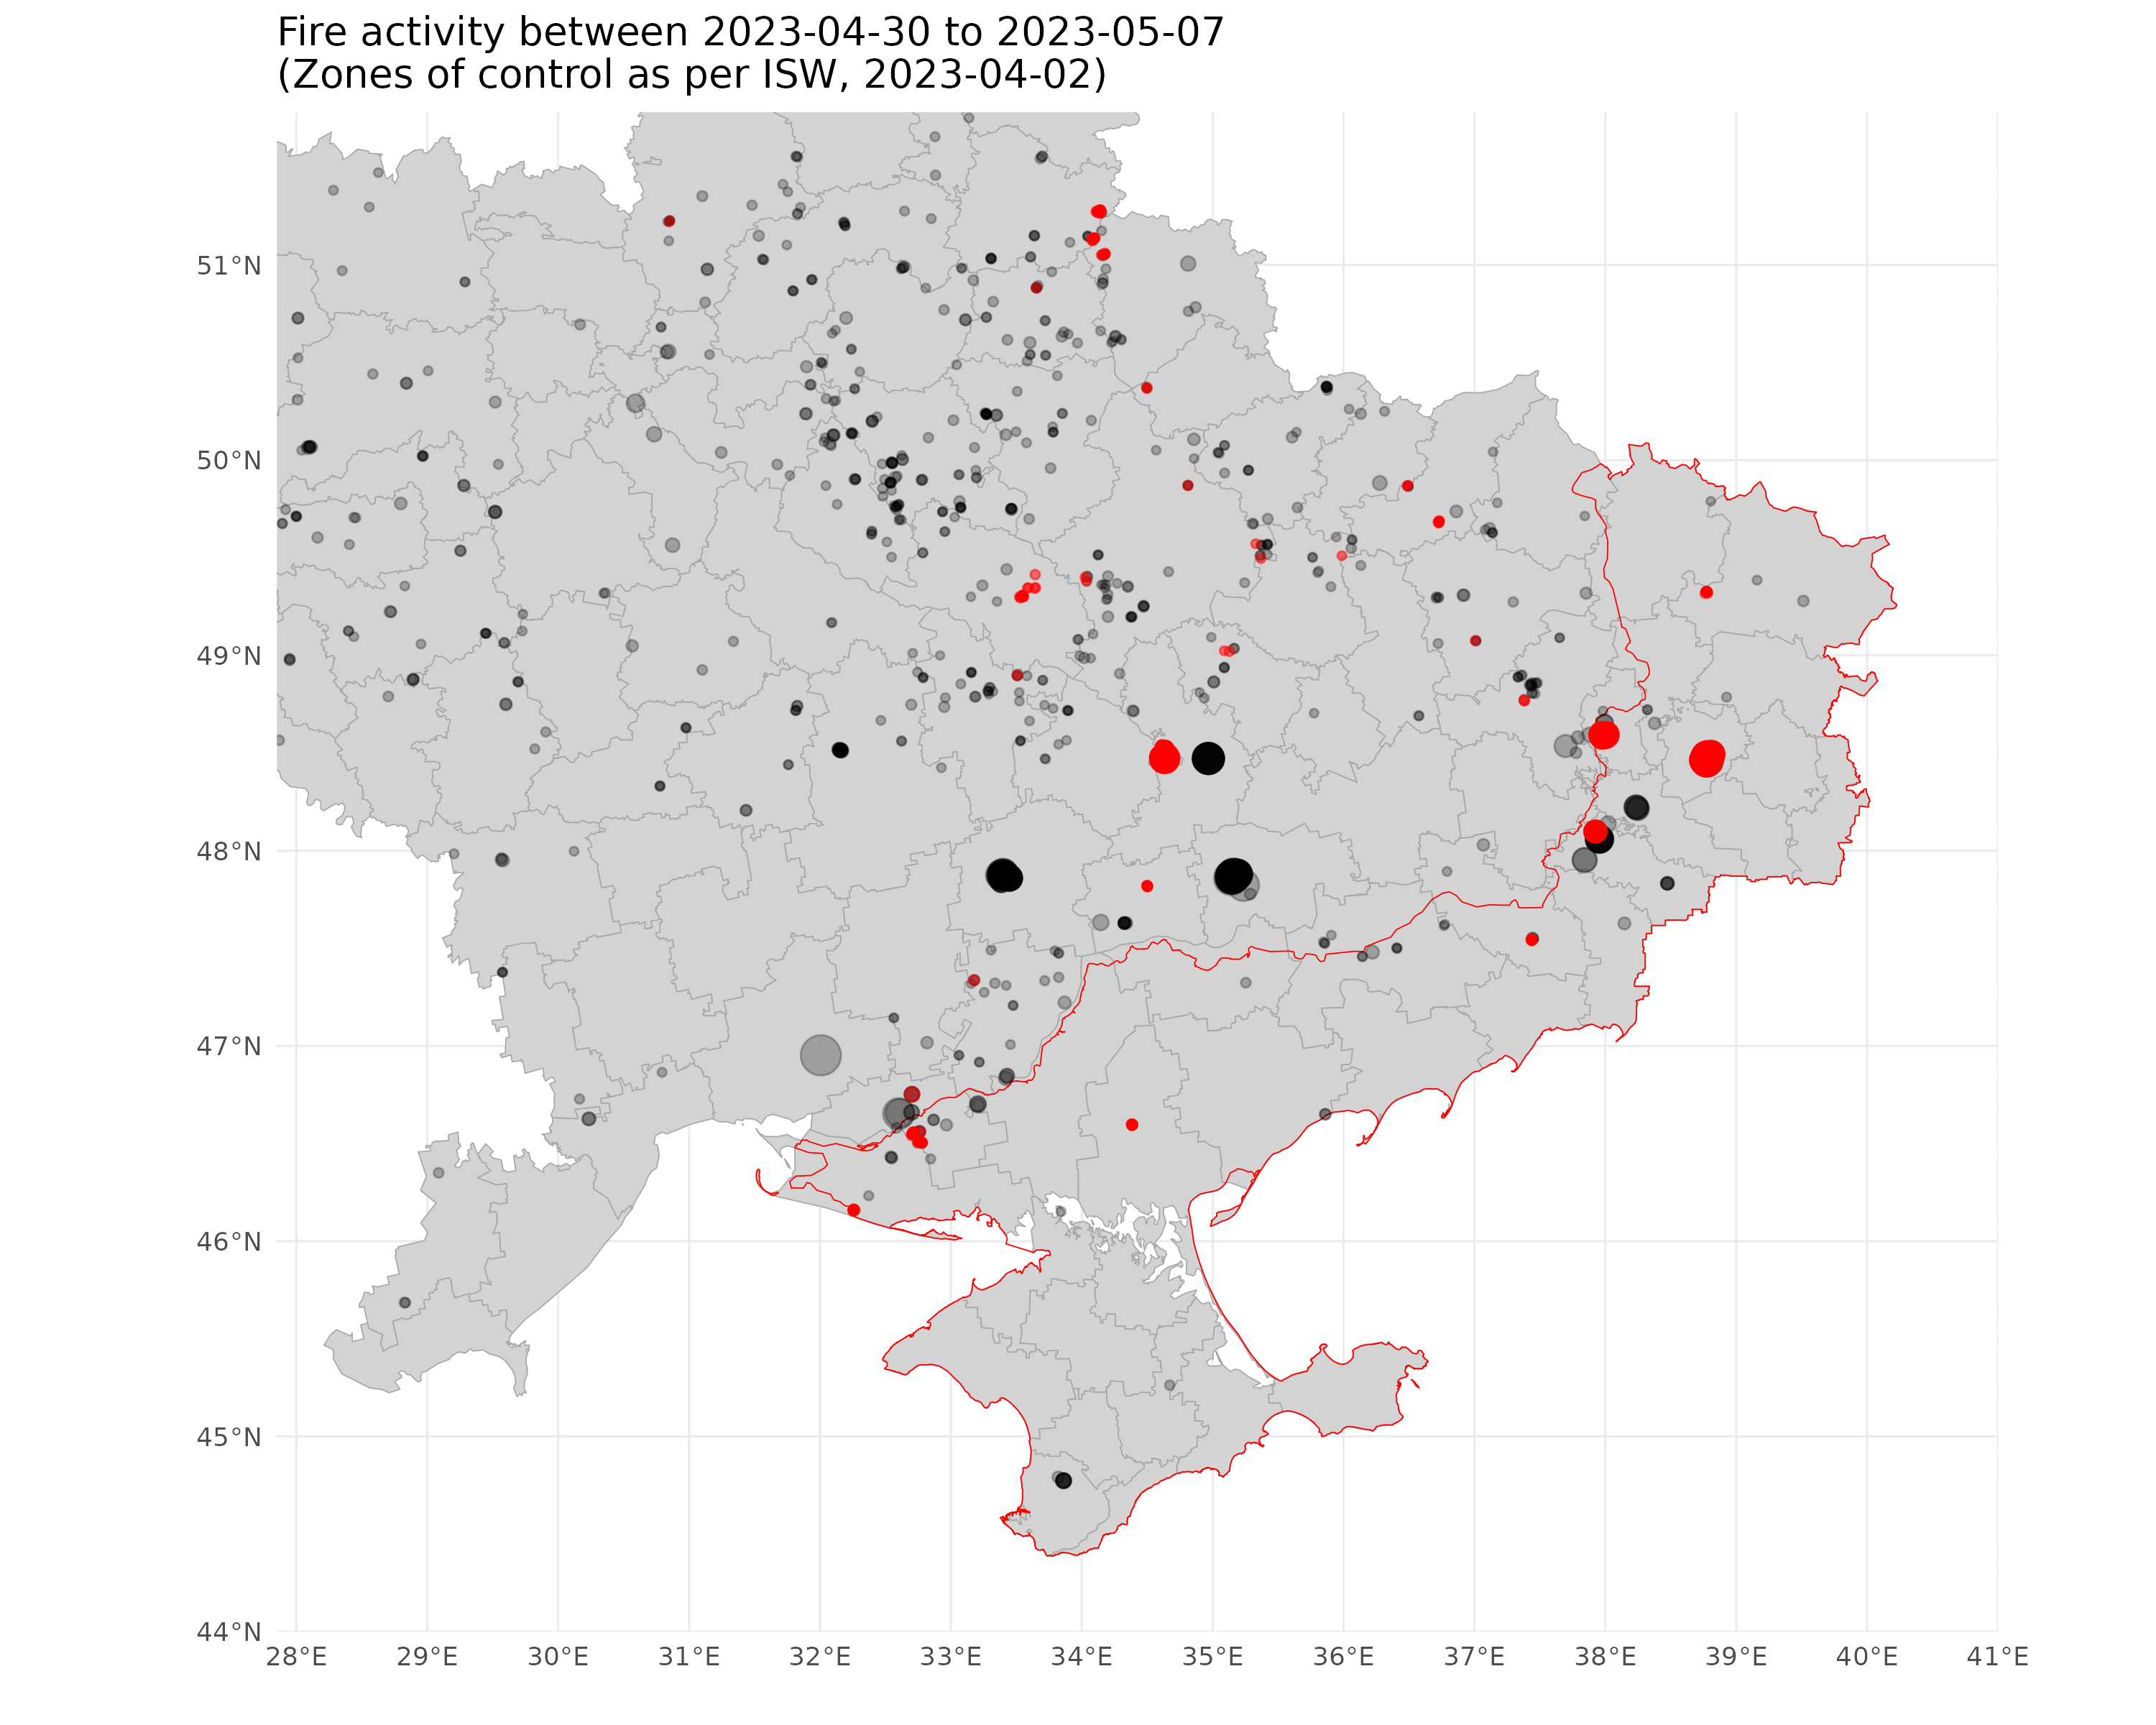 Fire activity between 2023-04-30 to 2023-05-07
(Zones of control as per ISW, 2023-04-02)
51°N
50°N
49°N
48°N
47°N
46°N
45°N
44°N
28°E 29°E 30°E 31°E 32°E 33°E 34°E 35°E 36°E 37°E 38°E 39°E 40°E 41°E